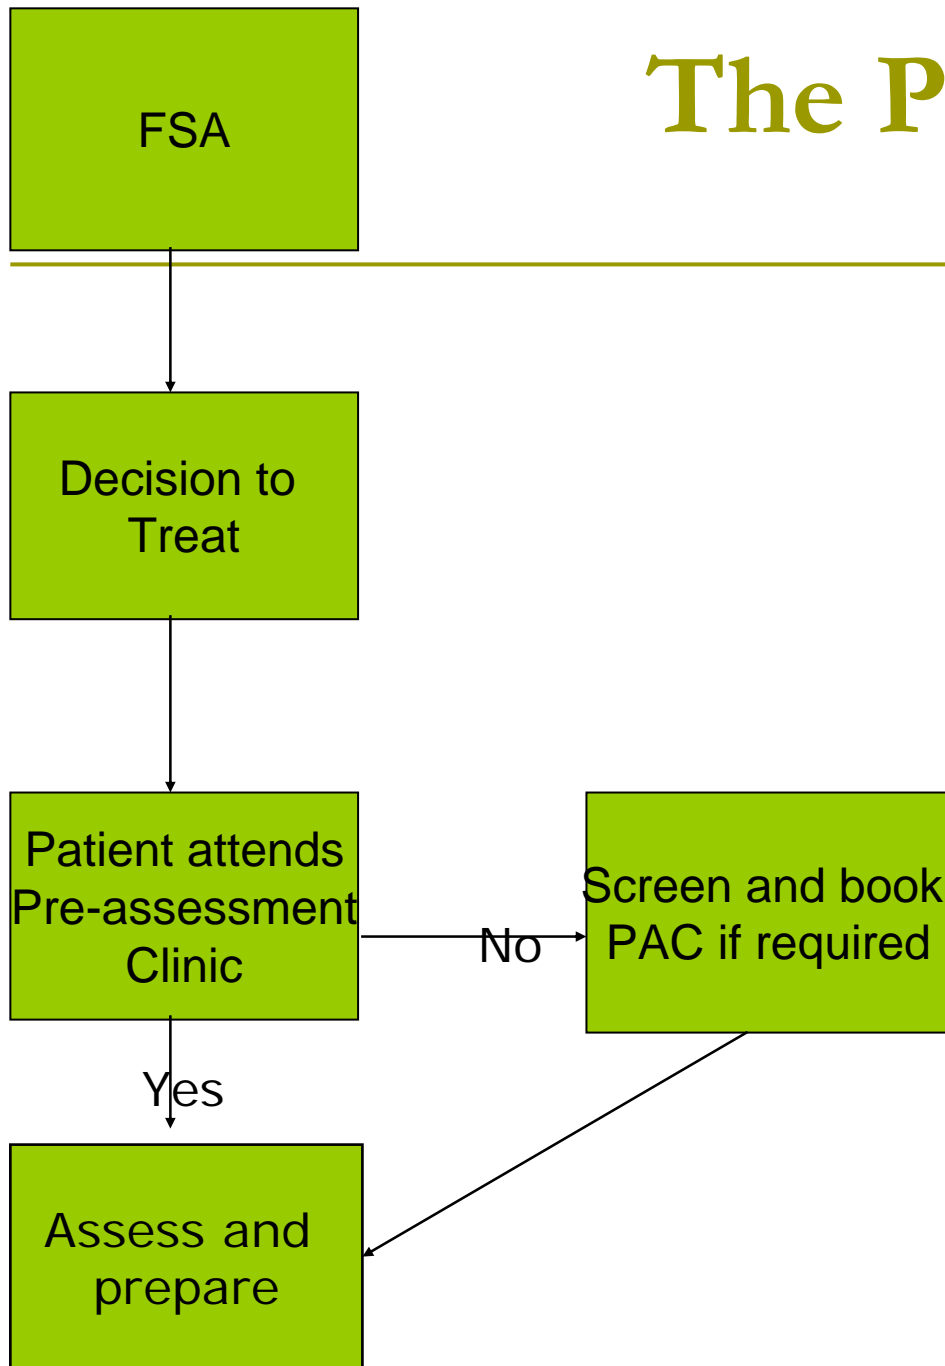 The P
FSA
Decision to
Treat
Patient attends
Pre-assessment
Clinic
No
Screen and book
PAC if required
Yes
Assess and
prepare